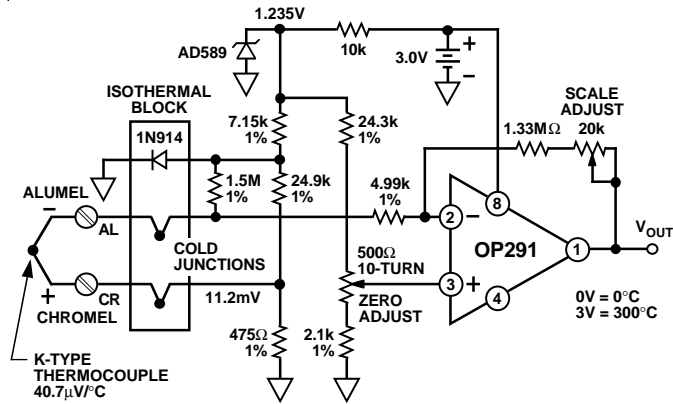 1.235V
AD589
10k
3.0V
+
–
ISOTHERMAL
BLOCK
1N914
7.15k
1%
24.3k
1%
SCALE
ADJUST
1.33MΩ
20k
1.5M
1%
24.9k
1%
4.99k
1%
ALUMEL
–
AL
COLD
JUNCTIONS
+
CR
CHROMEL
11.2mV
500Ω
10-TURN
ZERO
ADJUST
2
–
8
OP291
3
+
4
1
VOUT
0V = 0°C
3V = 300°C
475Ω
1%
2.1k
1%
K-TYPE
THERMOCOUPLE
40.7μV/°C